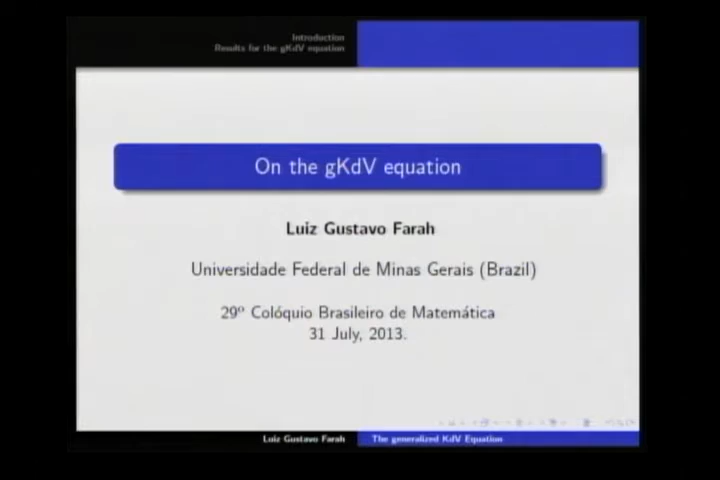 Introduction
Results for the gKdV equation
On the gKdV equation
Luiz Gustavo Farah
Universidade Federal de Minas Gerais (Brazil)
29º Colóquio Brasileiro de Matemática
31 July, 2013.
Luiz Gustavo Farah
The generalized KdV Equation